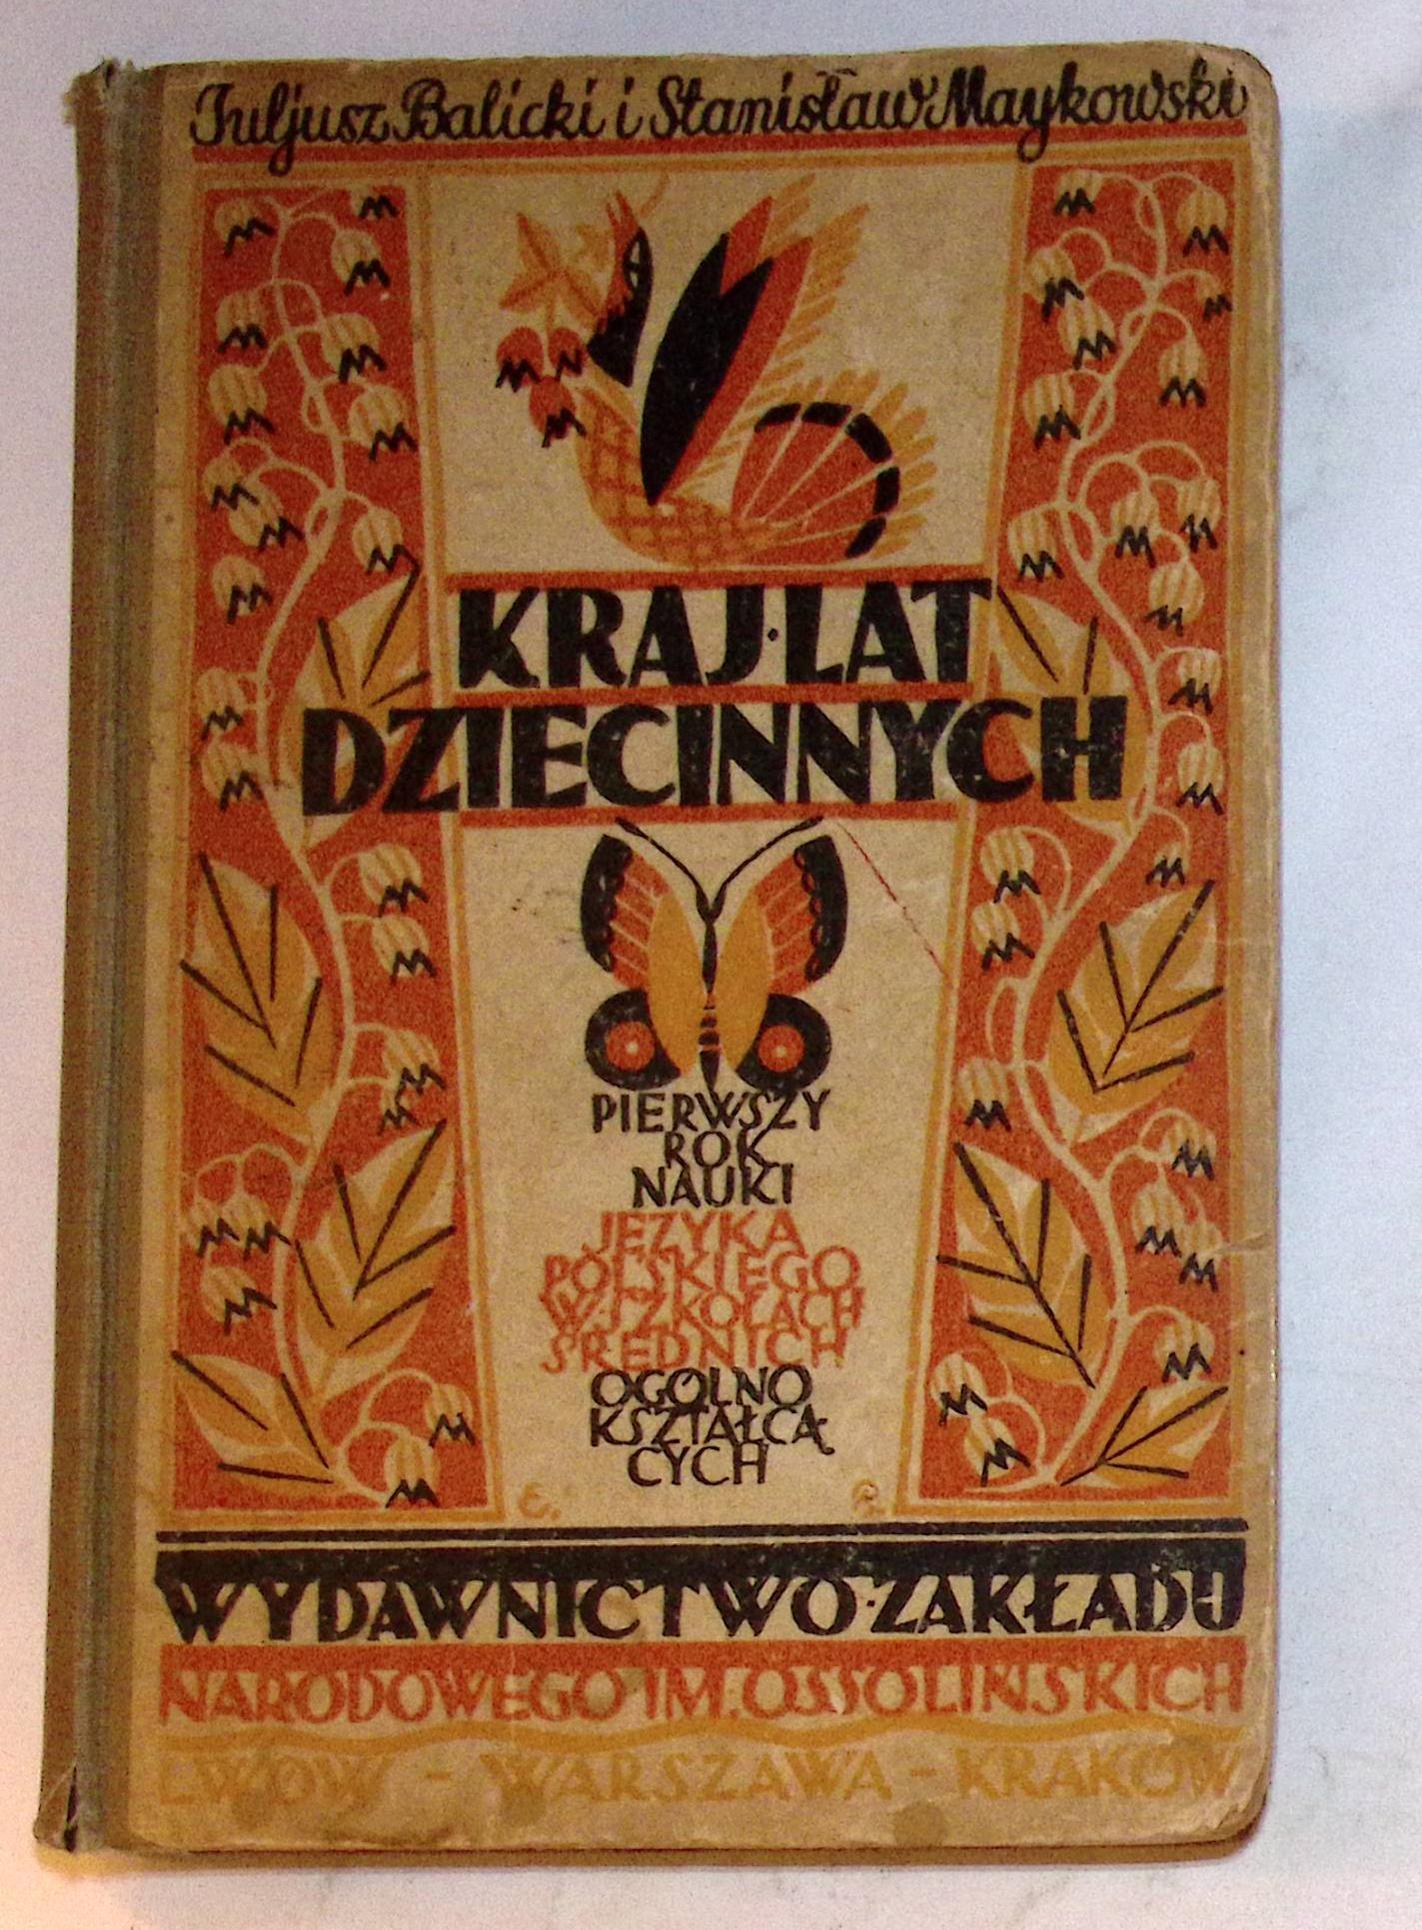 Juljusz Balicki i Stanisław Maykowski
KRAJ·LAT
DZIECINNYCH
PIERWSZY
ROK
NAUKI
JĘZYKA
POLSKIEGO
W·SZKOŁACH
ŚREDNICH
OGÓLNO
KSZTAŁCĄ
CYCH
E. R.
WYDAWNICTWO·ZAKŁADU
NARODOWEGO IM·OSSOLIŃSKICH
LWÓW - WARSZAWA - KRAKÓW